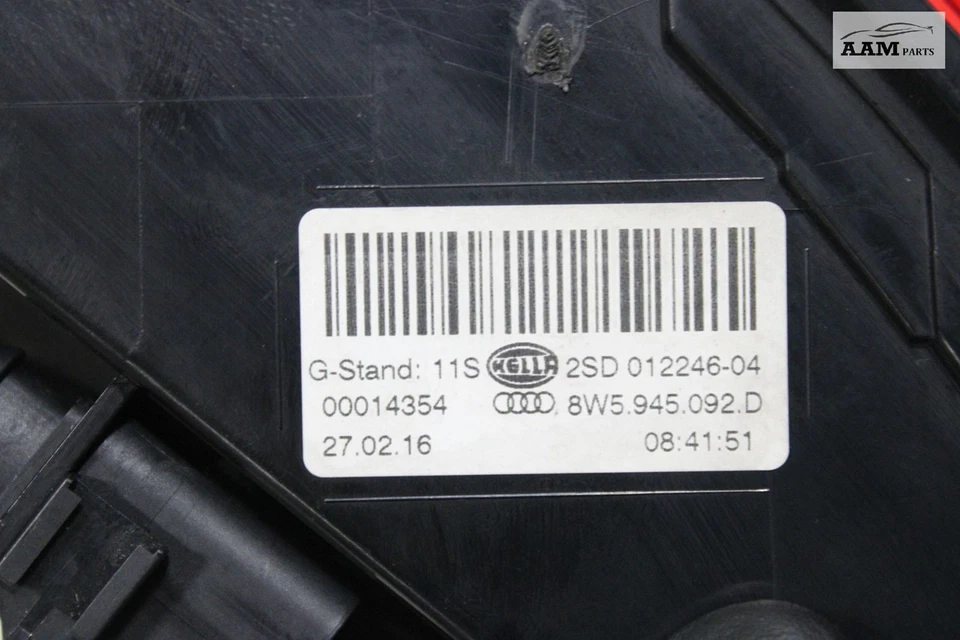 AAM PARTS
G-Stand: 11S HELLA 2SD 012246-04
00014354 8W5.945.092.D
27.02.16 08:41:51